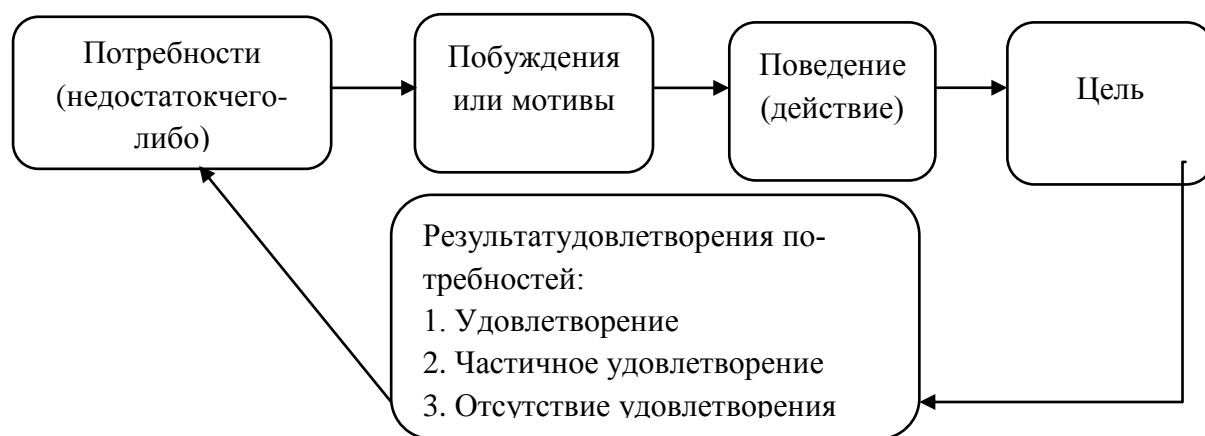 Потребности
(недостатокчего-
либо)
Побуждения
или мотивы
Поведение
(действие)
Цель
Результатудовлетворения по-
требностей:
1. Удовлетворение
2. Частичное удовлетворение
3. Отсутствие удовлетворения